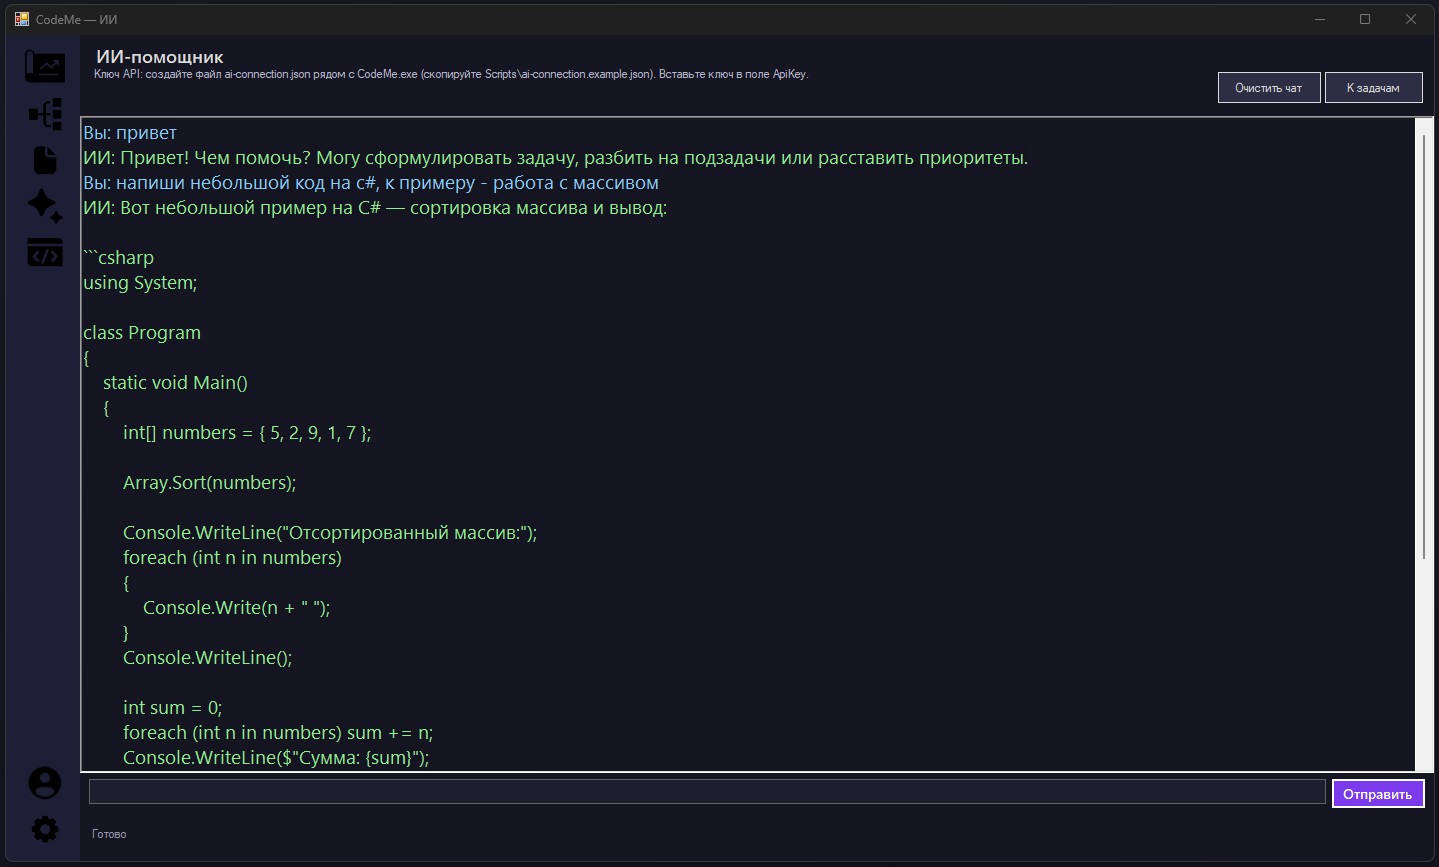 CodeMe — ИИ
ИИ-помощник
Ключ API: создайте файл ai-connection.json рядом с CodeMe.exe (скопируйте Scripts\ai-connection.example.json). Вставьте ключ в поле ApiKey.
Очистить чат
К задачам
Вы: привет
ИИ: Привет! Чем помочь? Могу сформулировать задачу, разбить на подзадачи или расставить приоритеты.
Вы: напиши небольшой код на c#, к примеру - работа с массивом
ИИ: Вот небольшой пример на C# — сортировка массива и вывод:
```csharp
using System;
class Program
{
    static void Main()
    {
        int[] numbers = { 5, 2, 9, 1, 7 };
        Array.Sort(numbers);
        Console.WriteLine("Отсортированный массив:");
        foreach (int n in numbers)
        {
            Console.Write(n + " ");
        }
        Console.WriteLine();
        int sum = 0;
        foreach (int n in numbers) sum += n;
        Console.WriteLine($"Сумма: {sum}");
Отправить
Готово